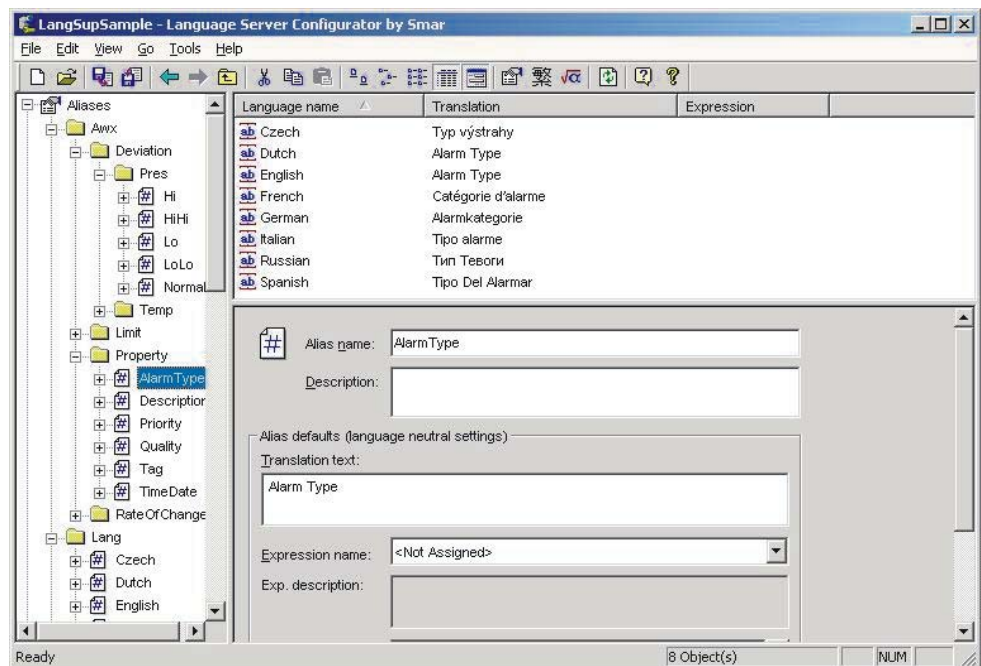 LangSupSample - Language Server Configurator by Smar
File Edit View Go Tools Help
Aliases
Awx
Deviation
Pres
Hi
HiHi
Lo
LoLo
Normal
Temp
Limit
Property
AlarmType
Description
Priority
Quality
Tag
TimeDate
RateOfChange
Lang
Czech
Dutch
English
Language name Translation Expression
Czech Typ výstrahy
Dutch Alarm Type
English Alarm Type
French Catégorie d'alarme
German Alarmkategorie
Italian Tipo alarme
Russian Тип Тевоги
Spanish Tipo Del Alarmar
Alias name: AlarmType
Description:
Alias defaults (language neutral settings)
Translation text:
Alarm Type
Expression name: <Not Assigned>
Exp. description:
Ready 8 Object(s) NUM